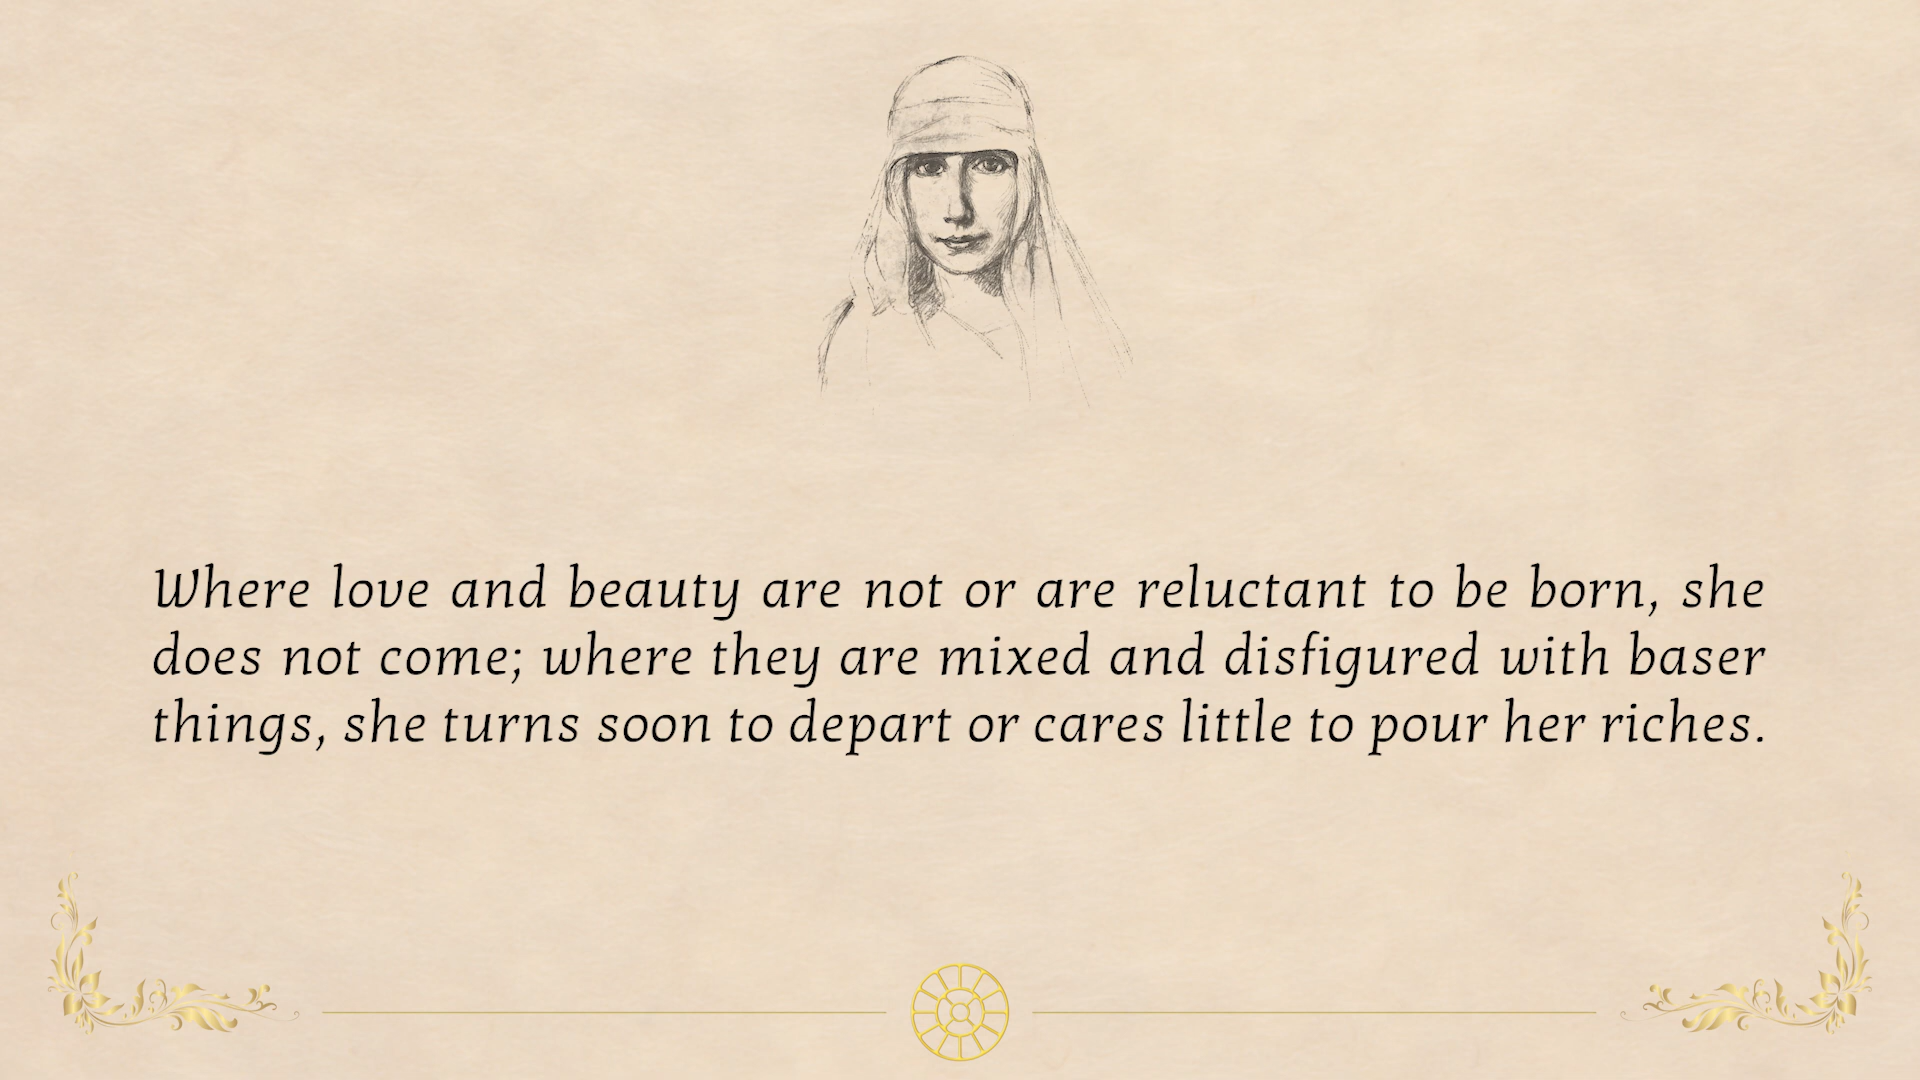 Where love and beauty are not or are reluctant to be born, she
does not come; where they are mixed and disfigured with baser
things, she turns soon to depart or cares little to pour her riches.